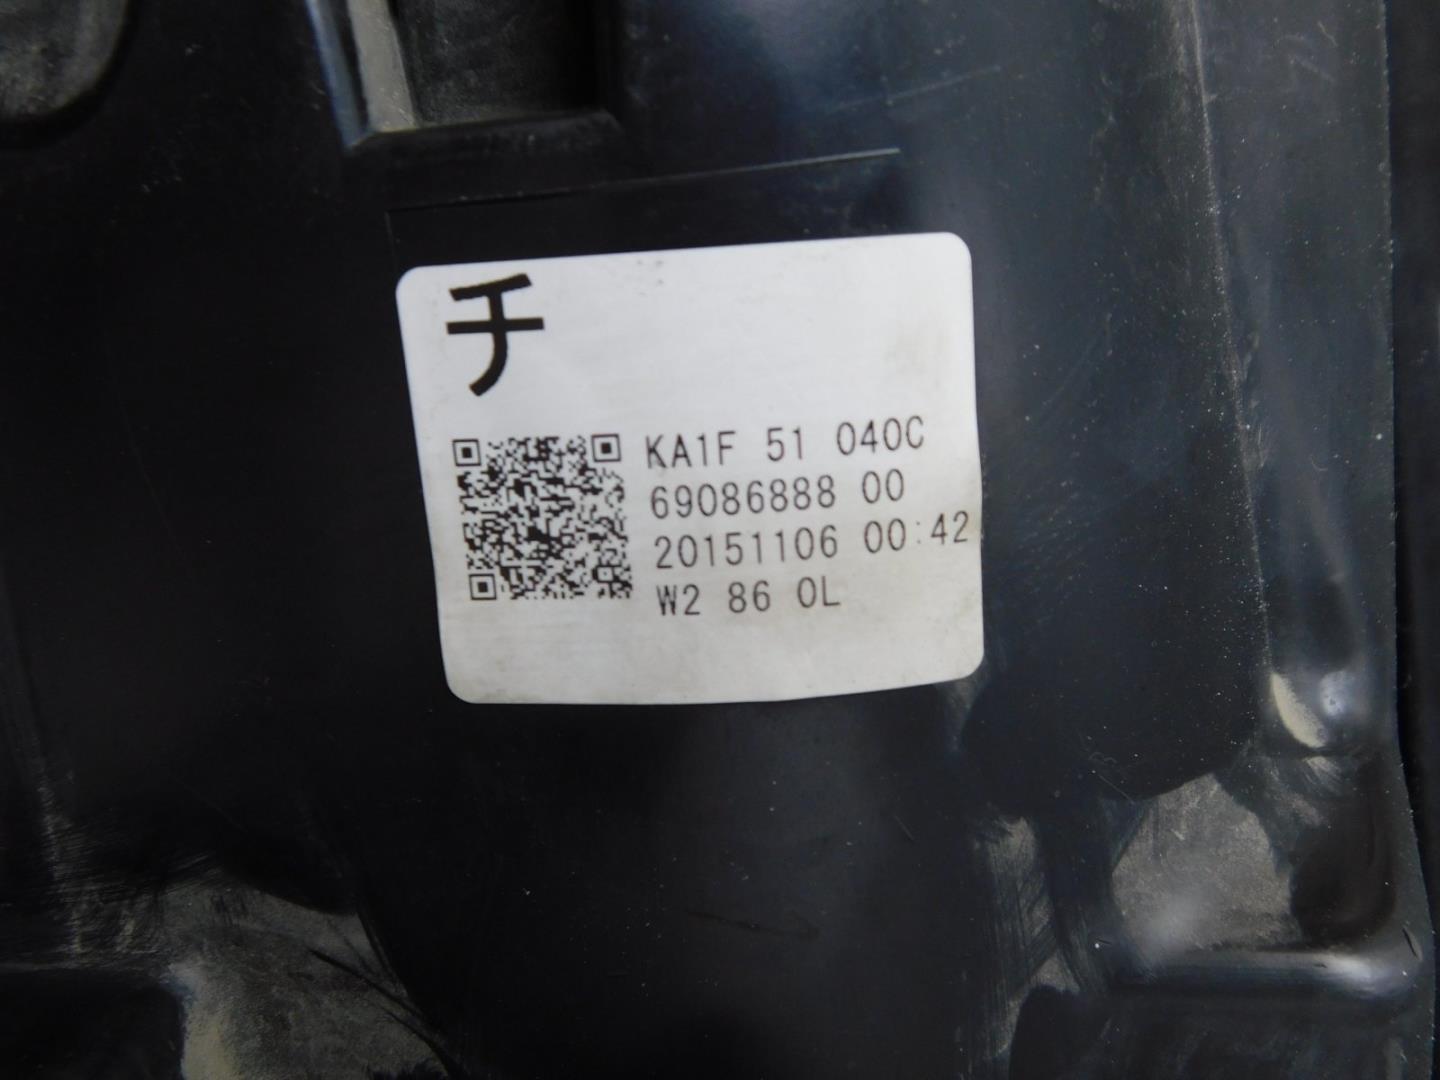 チ
KA1F 51 040C
69086888 00
20151106 00:42
W2 86 0L